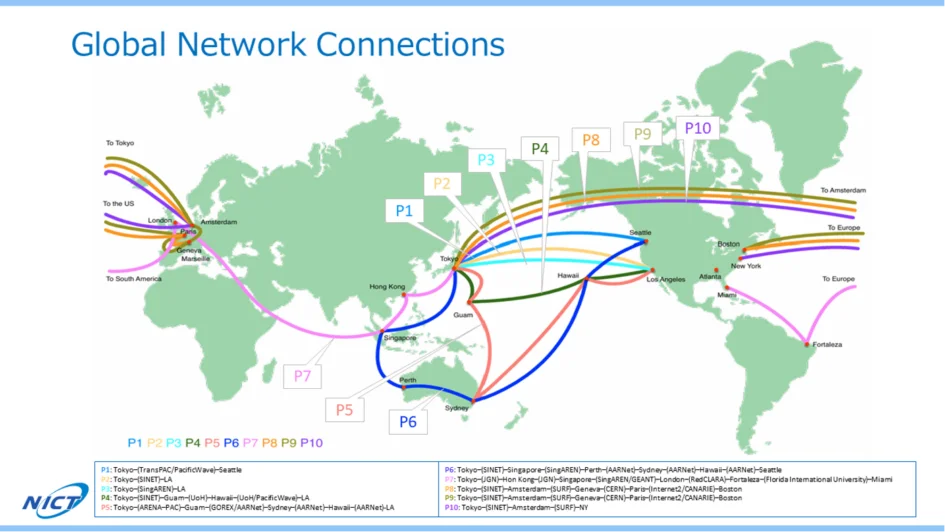 Global Network Connections
P10
P9
P8
P4
P3
P2
P1
To Tokyo
To the US
London
Amsterdam
Paris
Geneva
Marseille
To South America
To Amsterdam
Seattle
To Europe
Boston
New York
Tokyo
Hawaii
Los Angeles
Atlanta
To Europe
Miami
Hong Kong
Guam
Singapore
Fortaleza
P7
Perth
P5
Sydney
P6
P1 P2 P3 P4 P5 P6 P7 P8 P9 P10
P1: Tokyo–(TransPAC/PacificWave)–Seattle
P2: Tokyo–(SINET)–LA
P3: Tokyo–(SingAREN)–LA
P4: Tokyo–(SINET)–Guam–(UoH)–Hawaii–(UoH/PacificWave)–LA
P5: Tokyo–(ARENA-PAC)–Guam–(GOREX/AARNet)–Sydney–(AARNet)–Hawaii–(AARNet)-LA
P6: Tokyo–(SINET)–Singapore–(SingAREN)–Perth–(AARNet)–Sydney–(AARNet)–Hawaii–(AARNet)–Seattle
P7: Tokyo–(JGN)–Hon Kong–(JGN)–Singapore–(SingAREN/GEANT)–London–(RedCLARA)–Fortaleza–(Florida International University)–Miami
P8: Tokyo–(SINET)–Amsterdam–(SURF)–Geneva–(CERN)–Paris–(Internet2/CANARIE)–Boston
P9: Tokyo–(SINET)–Amsterdam–(SURF)–Geneva–(CERN)–Paris–(Internet2/CANARIE)–Boston
P10: Tokyo–(SINET)–Amsterdam–(SURF)–NY
NICT